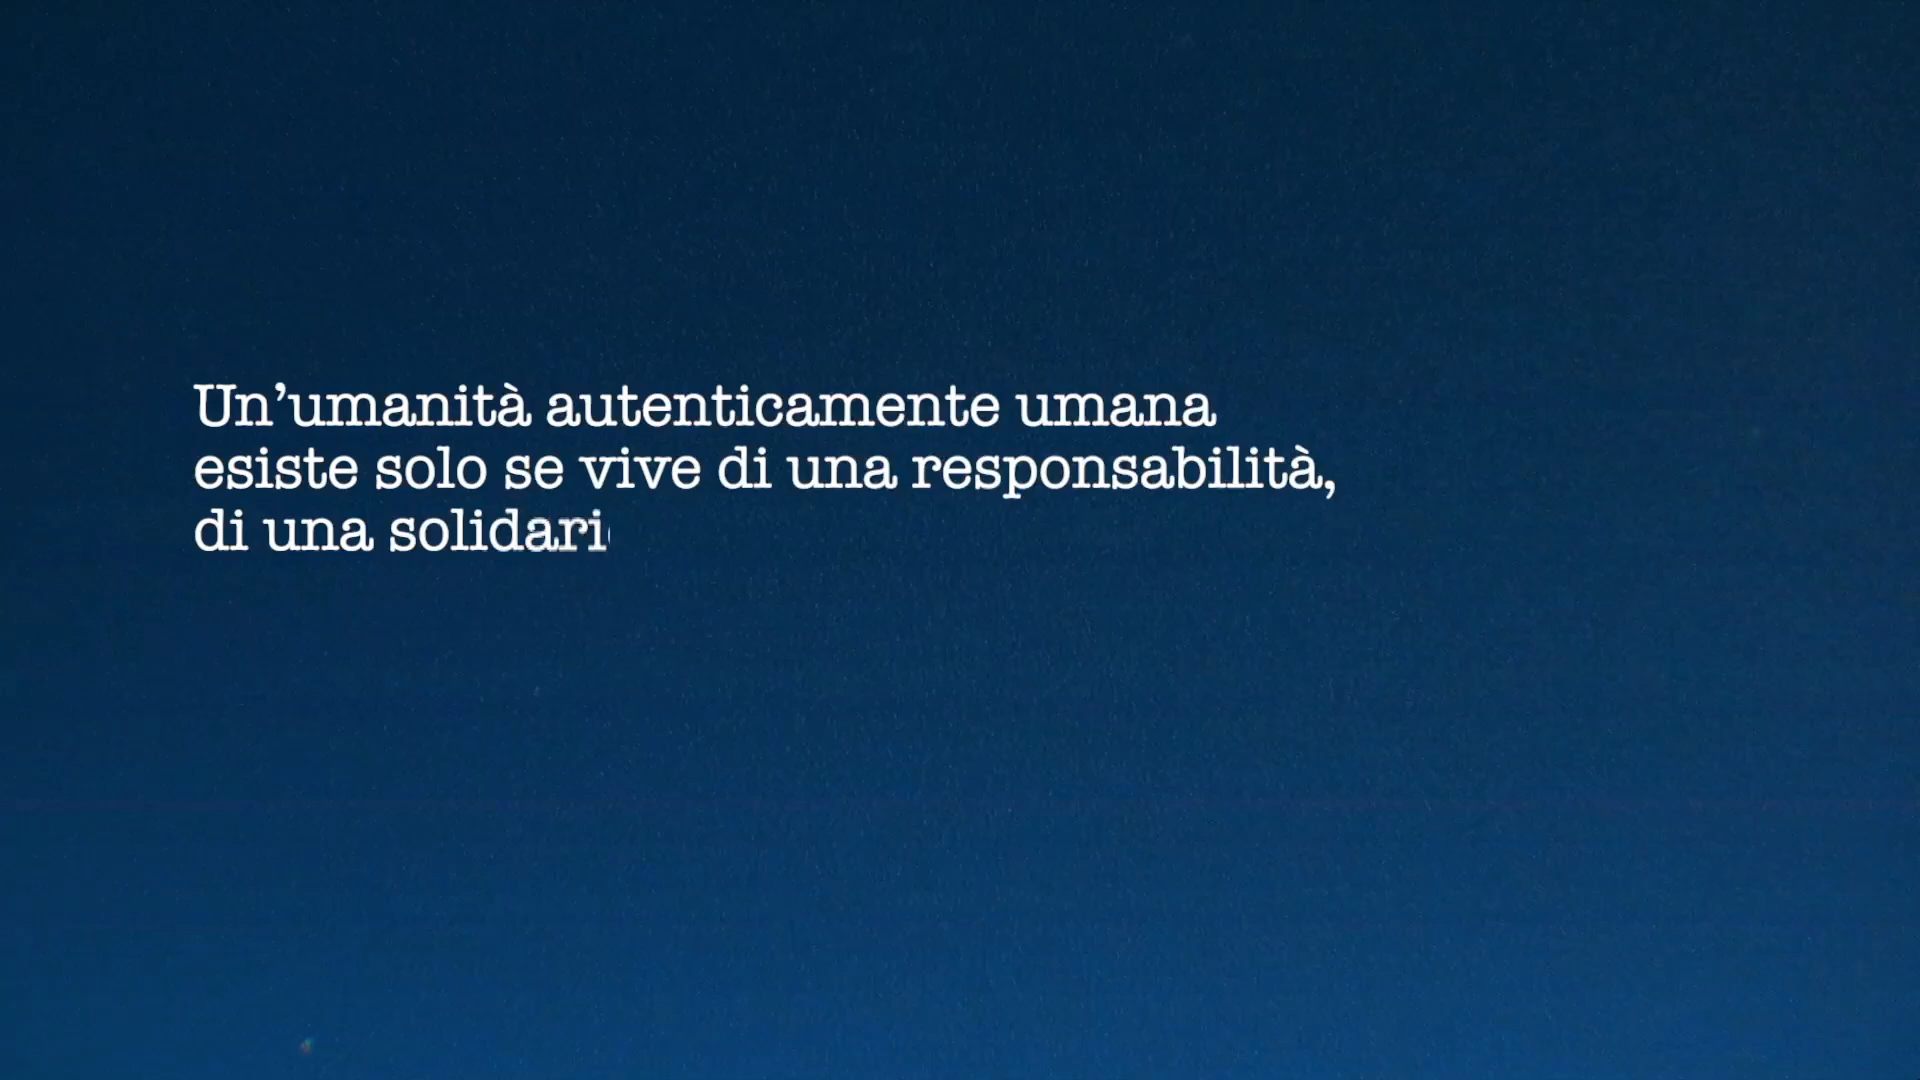 Un’umanità autenticamente umana
esiste solo se vive di una responsabilità,
di una solidari